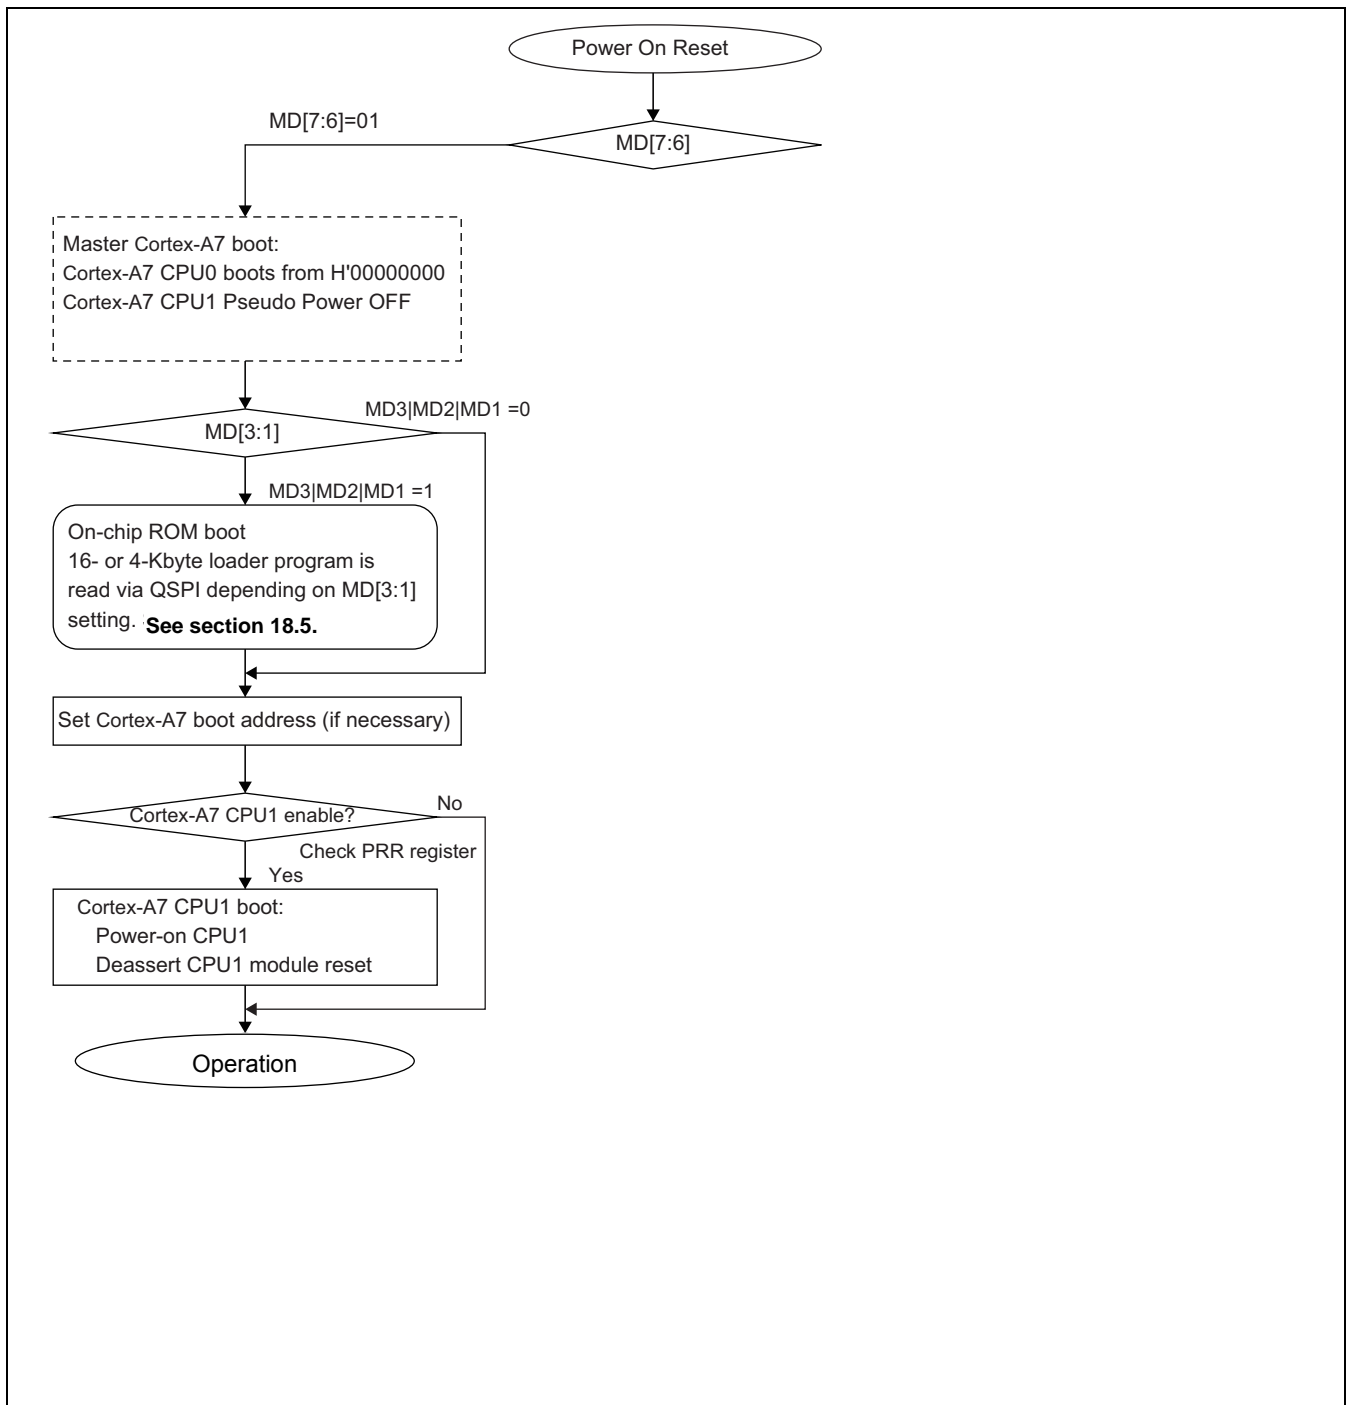 Power On Reset
MD[7:6]=01
MD[7:6]
Master Cortex-A7 boot:
Cortex-A7 CPU0 boots from H'00000000
Cortex-A7 CPU1 Pseudo Power OFF
MD3|MD2|MD1 =0
MD[3:1]
MD3|MD2|MD1 =1
On-chip ROM boot
16- or 4-Kbyte loader program is
read via QSPI depending on MD[3:1]
setting. See section 18.5.
Set Cortex-A7 boot address (if necessary)
Cortex-A7 CPU1 enable?
No
Check PRR register
Yes
Cortex-A7 CPU1 boot:
Power-on CPU1
Deassert CPU1 module reset
Operation